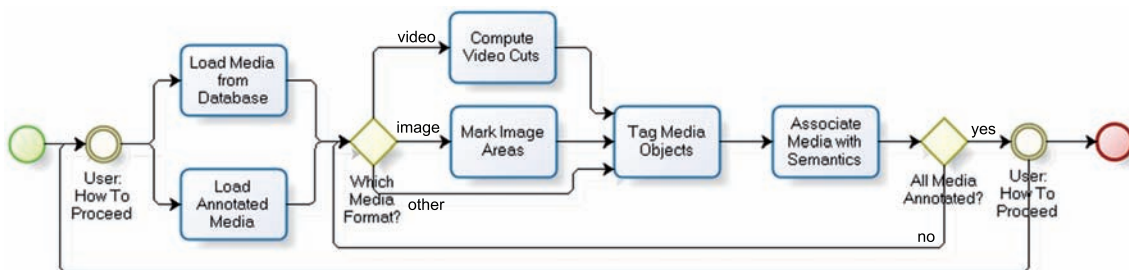 User:
How To
Proceed
Load Media
from
Database
Load
Annotated
Media
Which
Media
Format?
video
image
other
Compute
Video Cuts
Mark Image
Areas
Tag Media
Objects
Associate
Media with
Semantics
All Media
Annotated?
yes
no
User:
How To
Proceed